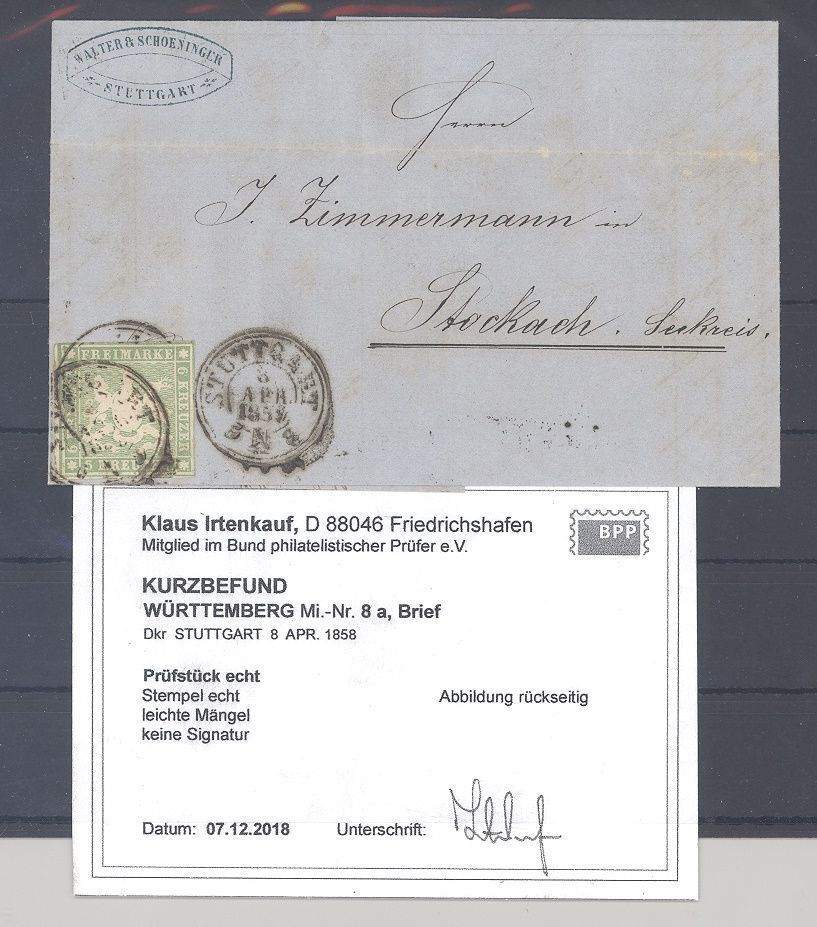 WALTER & SCHOENINGER
STUTTGART
Herrn
J. Zimmermann in
Stockach. Seekreis.
FREIMARKE
6 KREUZER
STUTTGART
8
APR
185
N
Klaus Irtenkauf, D 88046 Friedrichshafen
Mitglied im Bund philatelistischer Prüfer e.V.
BPP
KURZBEFUND
WÜRTTEMBERG Mi.-Nr. 8 a, Brief
Dkr STUTTGART 8 APR. 1858
Prüfstück echt
Stempel echt
Abbildung rückseitig
leichte Mängel
keine Signatur
Datum: 07.12.2018
Unterschrift: